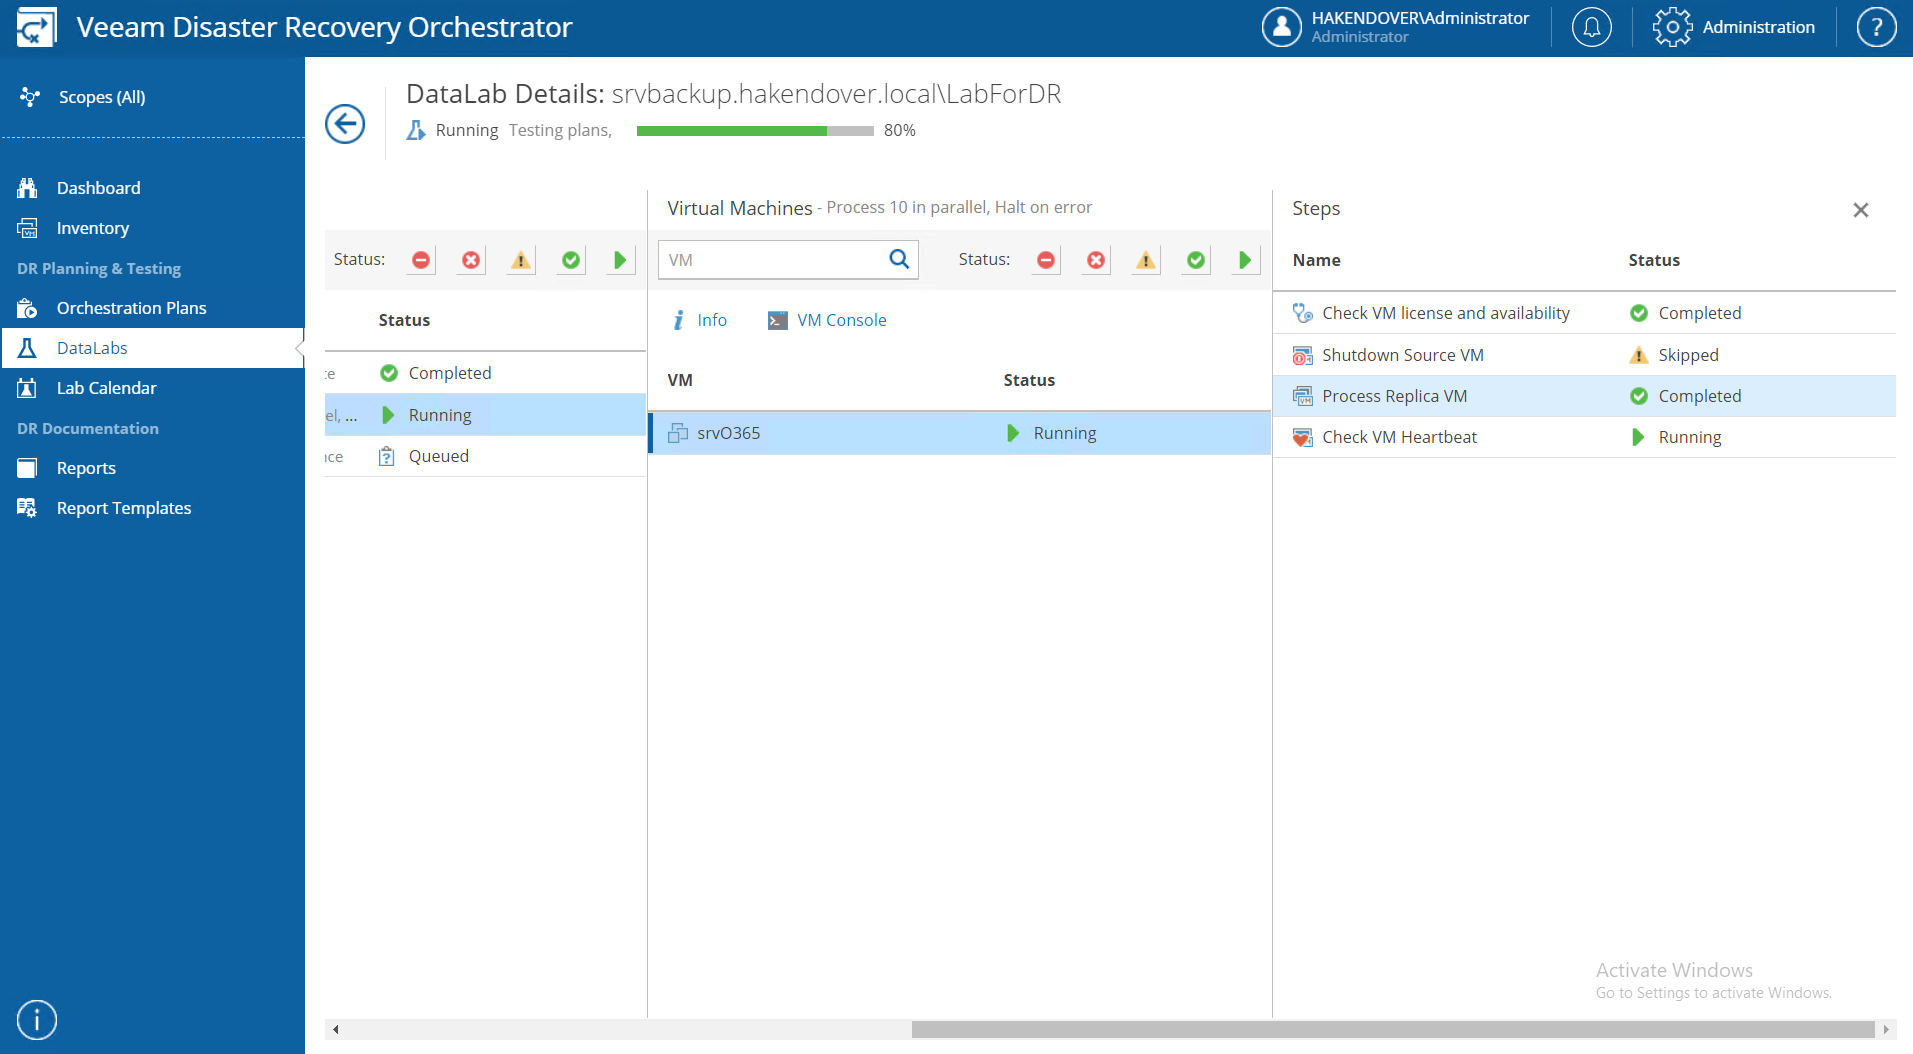 Veeam Disaster Recovery Orchestrator
HAKENDOVER\Administrator
Administrator
Administration
?
Scopes (All)
Dashboard
Inventory
DR Planning & Testing
Orchestration Plans
DataLabs
Lab Calendar
DR Documentation
Reports
Report Templates
DataLab Details: srvbackup.hakendover.local\LabForDR
Running Testing plans, 80%
Status:
Status
Completed
el, ... Running
Queued
Virtual Machines - Process 10 in parallel, Halt on error
VM
Status:
Info VM Console
VM Status
srvO365 Running
Steps
Name Status
Check VM license and availability Completed
Shutdown Source VM Skipped
Process Replica VM Completed
Check VM Heartbeat Running
Activate Windows
Go to Settings to activate Windows.